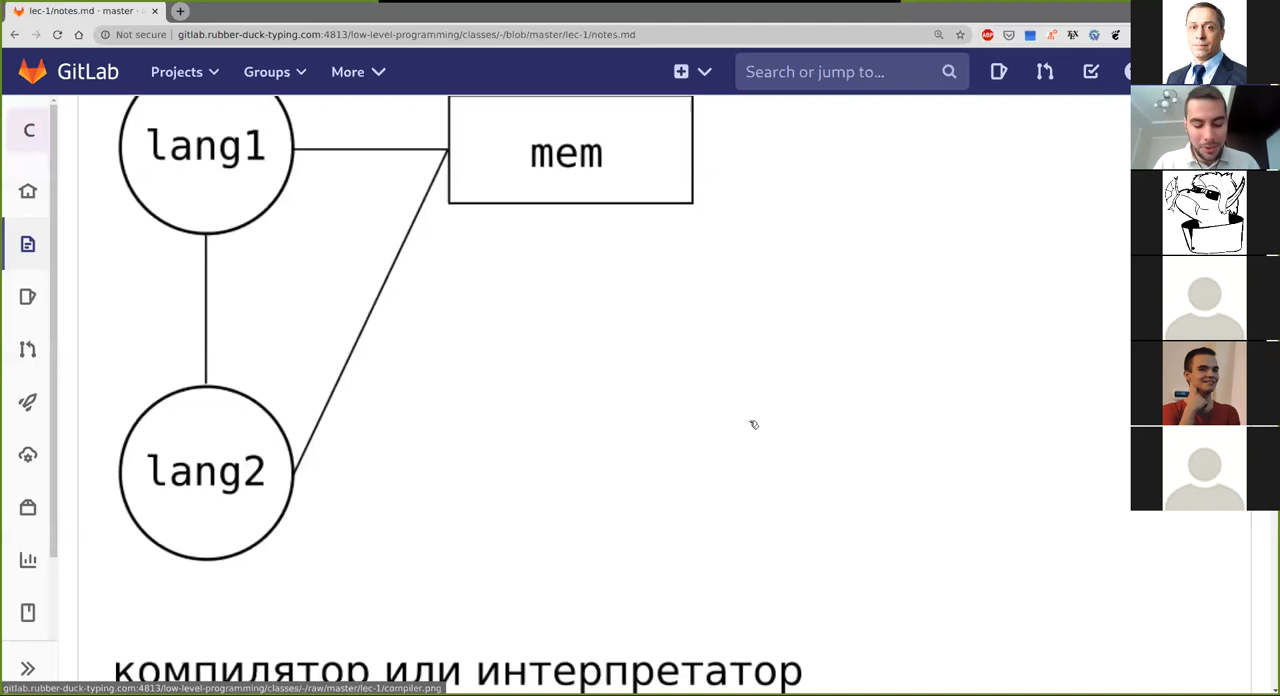 lec-1/notes.md · master ·
Not secure
gitlab.rubber-duck-typing.com:4813/low-level-programming/classes/-/blob/master/lec-1/notes.md
ABP
GitLab
Projects
Groups
More
Search or jump to...
C
lang1
mem
lang2
компилятор или интерпретатор
gitlab.rubber-duck-typing.com:4813/low-level-programming/classes/-/raw/master/lec-1/compiler.png